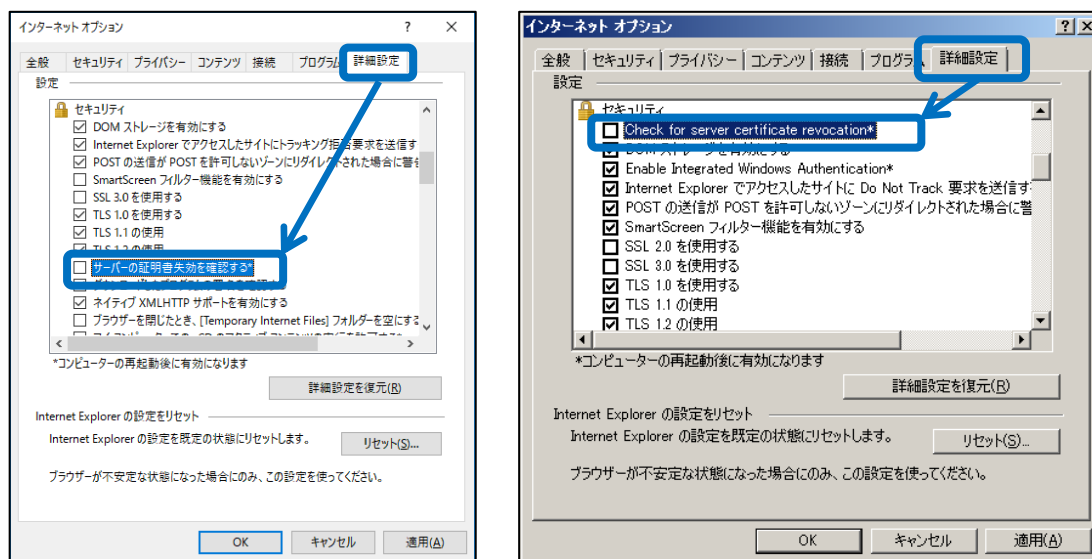 インターネット オプション ? ×
全般 セキュリティ プライバシー コンテンツ 接続 プログラム 詳細設定
設定
セキュリティ
DOM ストレージを有効にする
Internet Explorer でアクセスしたサイトにトラッキング拒否要求を送信す
POST の送信が POST を許可しないゾーンにリダイレクトされた場合に警告
SmartScreen フィルター機能を有効にする
SSL 3.0 を使用する
TLS 1.0 を使用する
TLS 1.1 の使用
TLS 1.2 の使用
サーバーの証明書失効を確認する*
ネイティブ XMLHTTP サポートを有効にする
ブラウザーを閉じたとき、[Temporary Internet Files] フォルダーを空にする
*コンピューターの再起動後に有効になります
詳細設定を復元(R)
Internet Explorer の設定をリセット
Internet Explorer の設定を既定の状態にリセットします。
リセット(S)...
ブラウザーが不安定な状態になった場合にのみ、この設定を使ってください。
OK キャンセル 適用(A)
インターネット オプション ? X
全般 セキュリティ プライバシー コンテンツ 接続 プログラ 詳細設定
設定
セキュリティ
Check for server certificate revocation*
DOM ストレージを有効にする
Enable Integrated Windows Authentication*
Internet Explorer でアクセスしたサイトに Do Not Track 要求を送信す
POST の送信が POST を許可しないゾーンにリダイレクトされた場合に警
SmartScreen フィルター機能を有効にする
SSL 2.0 を使用する
SSL 3.0 を使用する
TLS 1.0 を使用する
TLS 1.1 の使用
TLS 1.2 の使用
*コンピューターの再起動後に有効になります
詳細設定を復元(R)
Internet Explorer の設定をリセット
Internet Explorer の設定を既定の状態にリセットします。
リセット(S)...
ブラウザーが不安定な状態になった場合にのみ、この設定を使ってください。
OK キャンセル 適用(A)